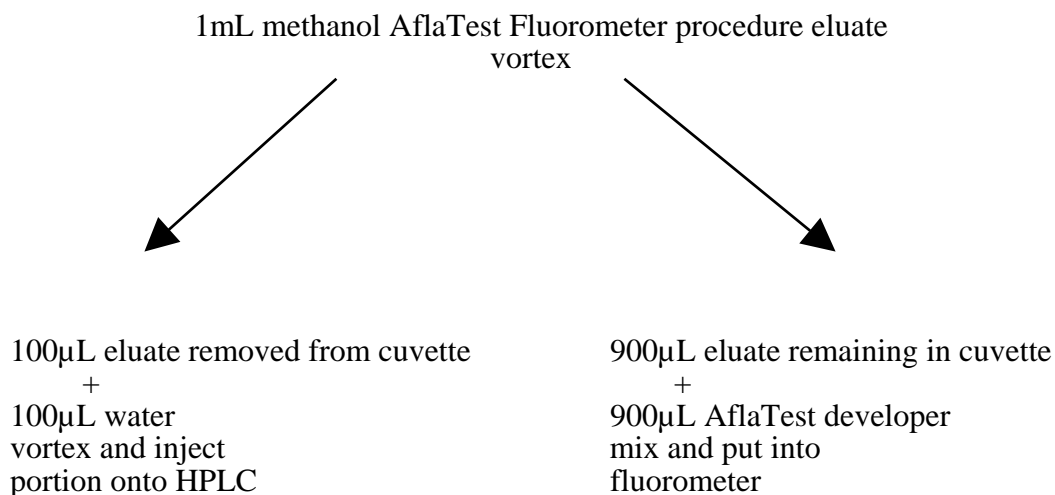 1mL methanol AflaTest Fluorometer procedure eluate
vortex
100µL eluate removed from cuvette
+
100µL water
vortex and inject
portion onto HPLC
900µL eluate remaining in cuvette
+
900µL AflaTest developer
mix and put into
fluorometer